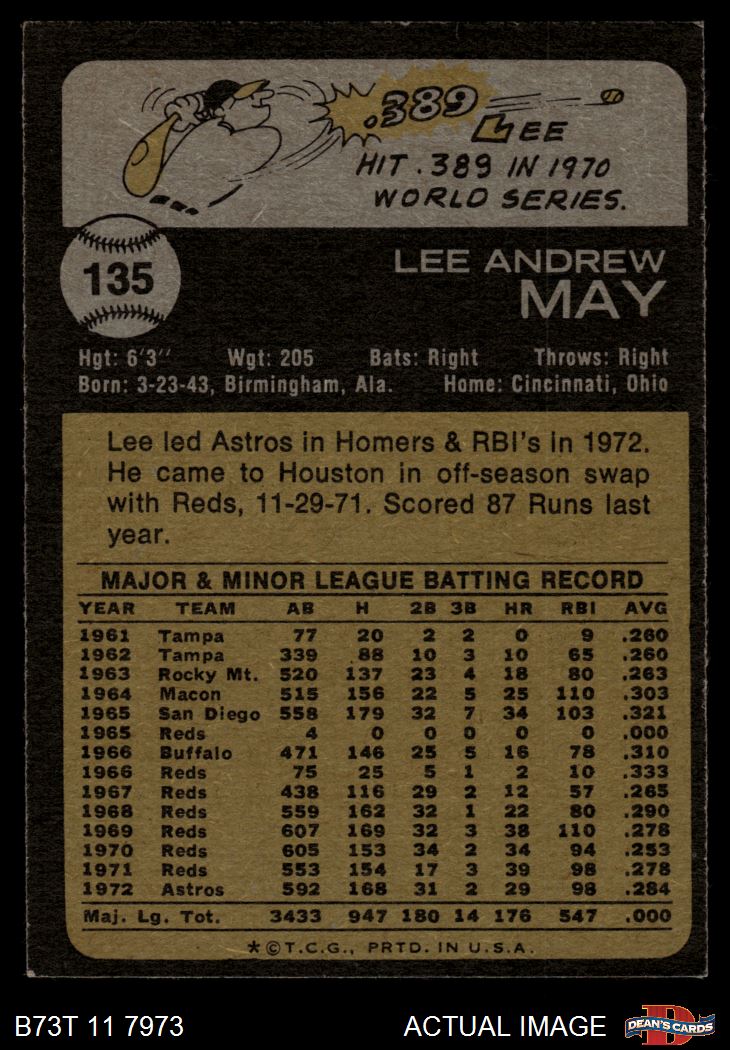 .389
LEE
HIT .389 IN 1970
WORLD SERIES.
135
LEE ANDREW
MAY
Hgt: 6'3" Wgt: 205 Bats: Right Throws: Right
Born: 3-23-43, Birmingham, Ala. Home: Cincinnati, Ohio
Lee led Astros in Homers & RBI's in 1972.
He came to Houston in off-season swap
with Reds, 11-29-71. Scored 87 Runs last
year.
MAJOR & MINOR LEAGUE BATTING RECORD
YEAR TEAM AB H 2B 3B HR RBI AVG
1961 Tampa 77 20 2 2 0 9 .260
1962 Tampa 339 88 10 3 10 65 .260
1963 Rocky Mt. 520 137 23 4 18 80 .263
1964 Macon 515 156 22 5 25 110 .303
1965 San Diego 558 179 32 7 34 103 .321
1965 Reds 4 0 0 0 0 0 .000
1966 Buffalo 471 146 25 5 16 78 .310
1966 Reds 75 25 5 1 2 10 .333
1967 Reds 438 116 29 2 12 57 .265
1968 Reds 559 162 32 1 22 80 .290
1969 Reds 607 169 32 3 38 110 .278
1970 Reds 605 153 34 2 34 94 .253
1971 Reds 553 154 17 3 39 98 .278
1972 Astros 592 168 31 2 29 98 .284
Maj. Lg. Tot. 3433 947 180 14 176 547 .000
*©T.C.G., PRTD. IN U.S.A.
B73T 11 7973 ACTUAL IMAGE D DEAN'S CARDS